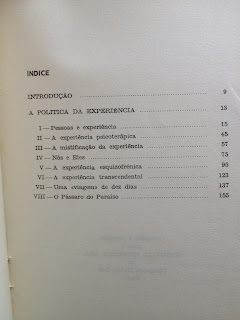 ÍNDICE
INTRODUÇÃO 9
A POLÍTICA DA EXPERIÊNCIA 13
I — Pessoas e experiência 15
II — A experiência psicoterápica 45
III — A mistificação da experiência 57
IV — Nós e Eles 75
V — A experiência esquizofrênica 95
VI — A experiência transcendental 123
VII — Uma «viagem» de dez dias 137
VIII — O Pássaro do Paraíso 155